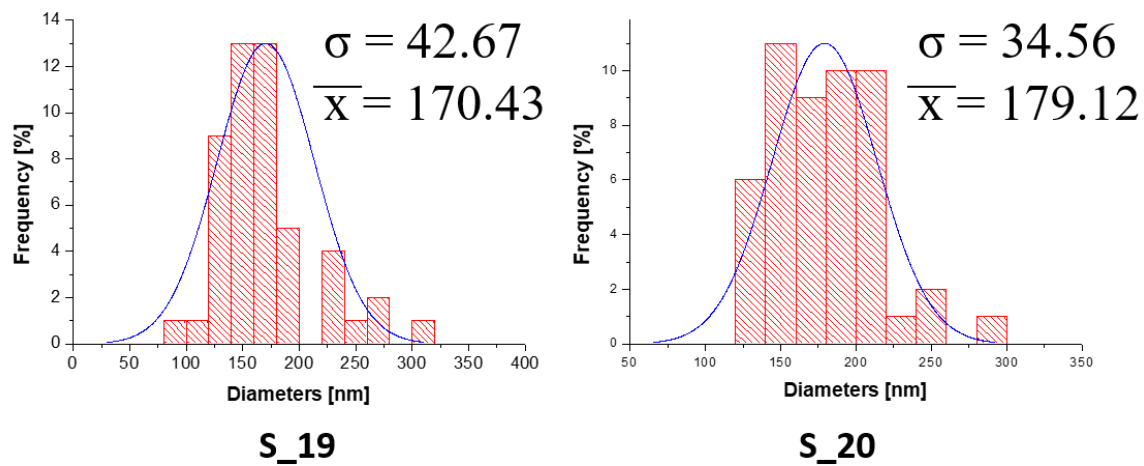 σ = 42.67
x̄ = 170.43
14
12
10
8
6
4
2
0
Frequency [%]
0 50 100 150 200 250 300 350 400
Diameters [nm]
S_19
σ = 34.56
x̄ = 179.12
10
8
6
4
2
0
Frequency [%]
50 100 150 200 250 300 350
Diameters [nm]
S_20